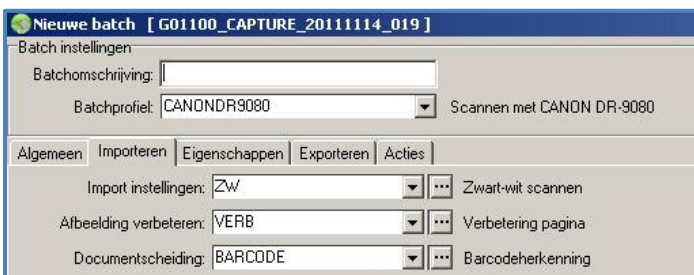 Nieuwe batch [ G01100_CAPTURE_20111114_019 ]
Batch instellingen
Batchomschrijving:
Batchprofiel: CANONDR9080 Scannen met CANON DR-9080
Algemeen Importeren Eigenschappen Exporteren Acties
Import instellingen: ZW ... Zwart-wit scannen
Afbeelding verbeteren: VERB ... Verbetering pagina
Documentscheiding: BARCODE ... Barcodeherkenning